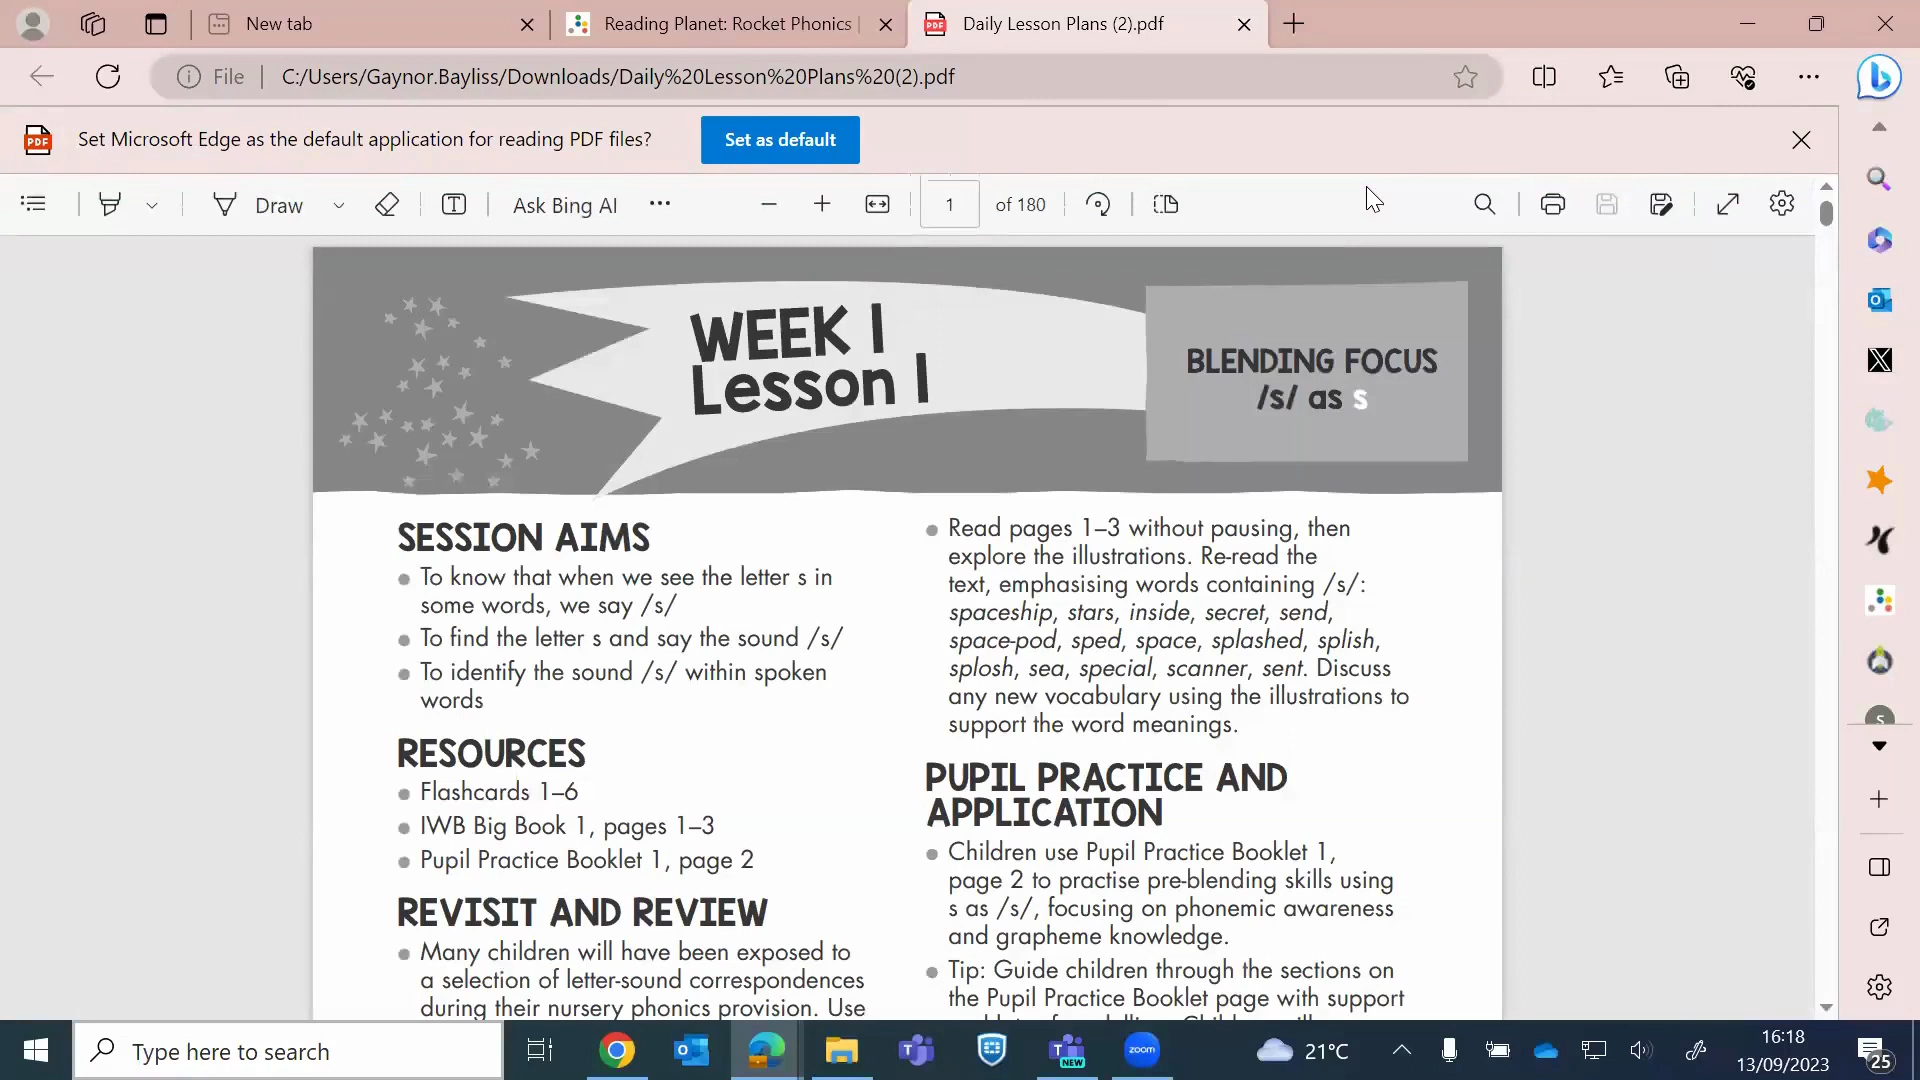 New tab
Reading Planet: Rocket Phonics
Daily Lesson Plans (2).pdf
File
C:/Users/Gaynor.Bayliss/Downloads/Daily%20Lesson%20Plans%20(2).pdf
Set Microsoft Edge as the default application for reading PDF files?
Set as default
Draw
Ask Bing AI
1
of 180
WEEK 1
Lesson 1
BLENDING FOCUS
/s/ as s
SESSION AIMS
To know that when we see the letter s in
some words, we say /s/
To find the letter s and say the sound /s/
To identify the sound /s/ within spoken
words
RESOURCES
Flashcards 1–6
IWB Big Book 1, pages 1–3
Pupil Practice Booklet 1, page 2
REVISIT AND REVIEW
Many children will have been exposed to
a selection of letter-sound correspondences
during their nursery phonics provision. Use
Read pages 1–3 without pausing, then
explore the illustrations. Re-read the
text, emphasising words containing /s/:
spaceship, stars, inside, secret, send,
space-pod, sped, space, splashed, splish,
splosh, sea, special, scanner, sent. Discuss
any new vocabulary using the illustrations to
support the word meanings.
PUPIL PRACTICE AND
APPLICATION
Children use Pupil Practice Booklet 1,
page 2 to practise pre-blending skills using
s as /s/, focusing on phonemic awareness
and grapheme knowledge.
Tip: Guide children through the sections on
the Pupil Practice Booklet page with support
Type here to search
NEW
zoom
21°C
16:18
13/09/2023
25